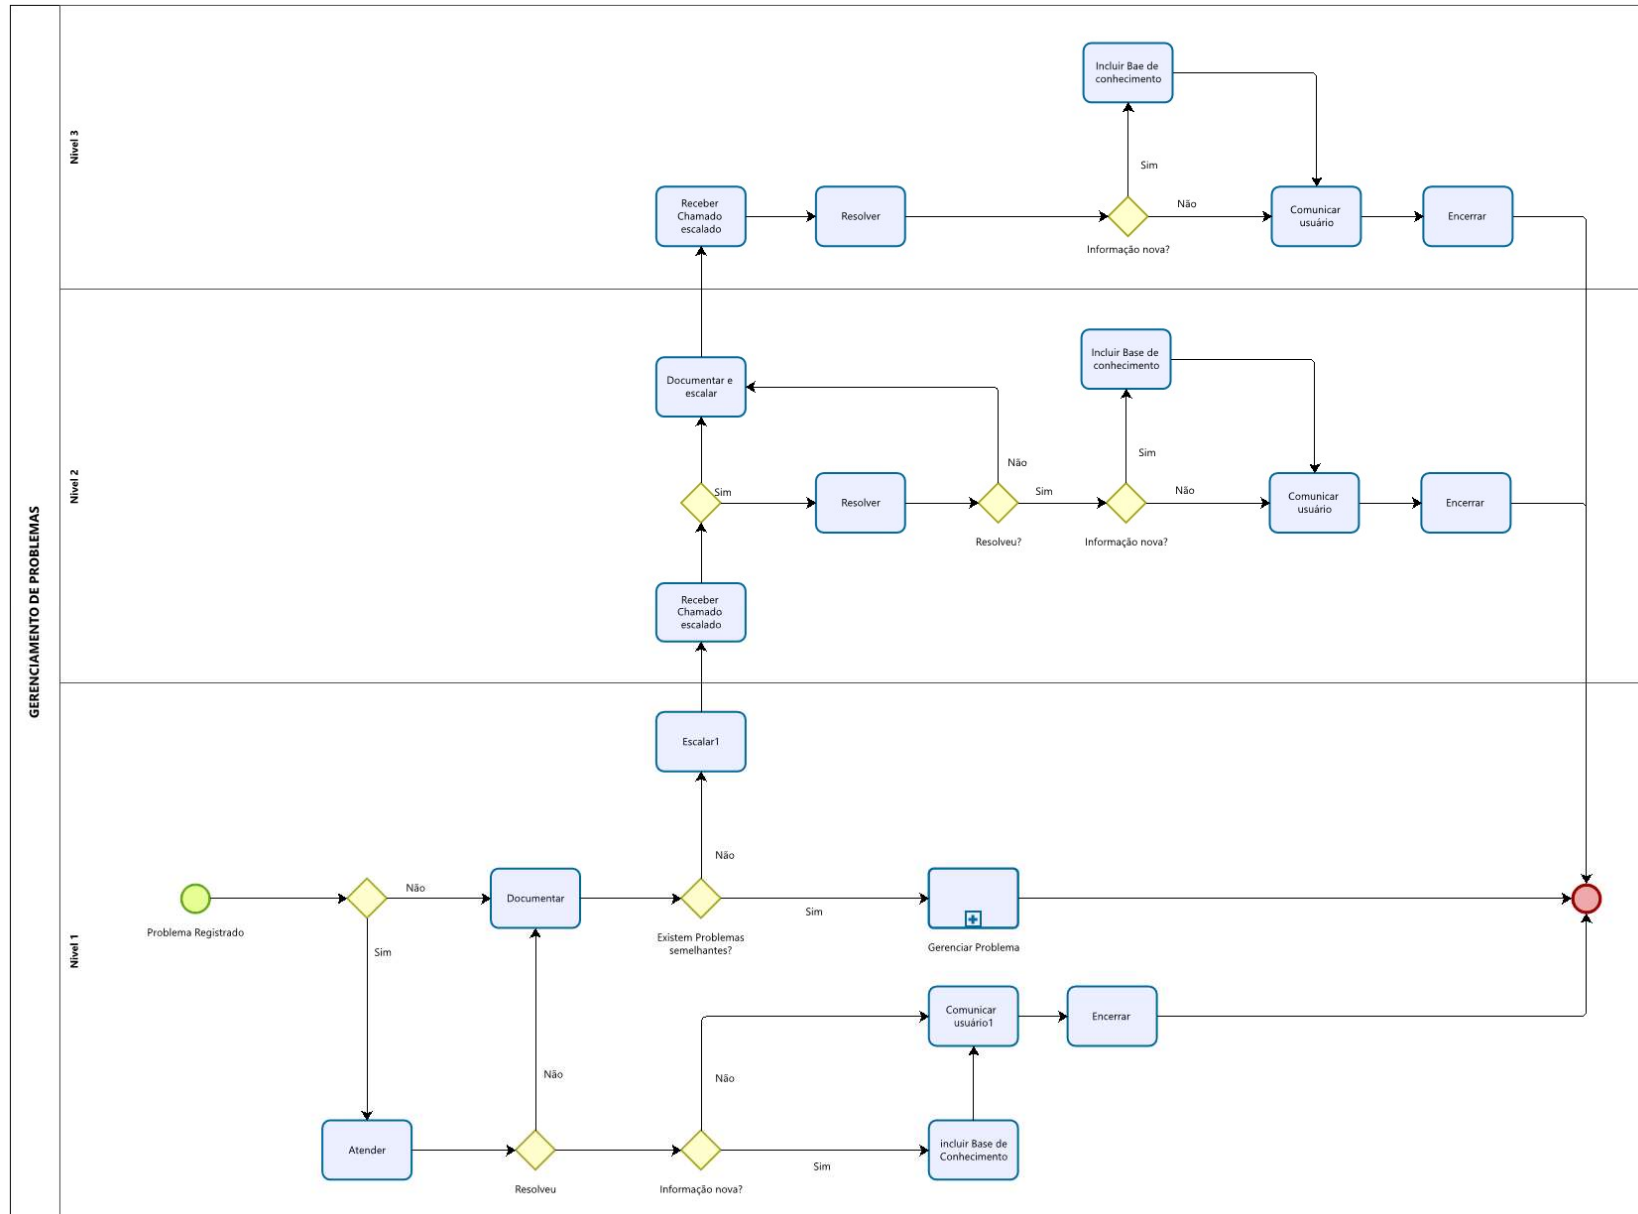 GERENCIAMENTO DE PROBLEMAS
Nivel 3
Incluir Bae de
conhecimento
Sim
Receber
Chamado
escalado
Resolver
Não
Informação nova?
Comunicar
usuário
Encerrar
Nivel 2
Incluir Base de
conhecimento
Documentar e
escalar
Não
Sim
Sim
Resolver
Sim
Não
Resolveu?
Informação nova?
Comunicar
usuário
Encerrar
Receber
Chamado
escalado
Nivel 1
Escalar1
Não
Problema Registrado
Não
Sim
Documentar
Existem Problemas
semelhantes?
Sim
Gerenciar Problema
Comunicar
usuário1
Encerrar
Não
Não
Atender
Resolveu
Informação nova?
Sim
incluir Base de
Conhecimento